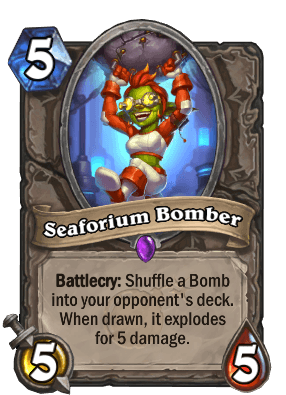 5
Seaforium Bomber
Battlecry: Shuffle a Bomb
into your opponent's deck.
When drawn, it explodes
for 5 damage.
5 5